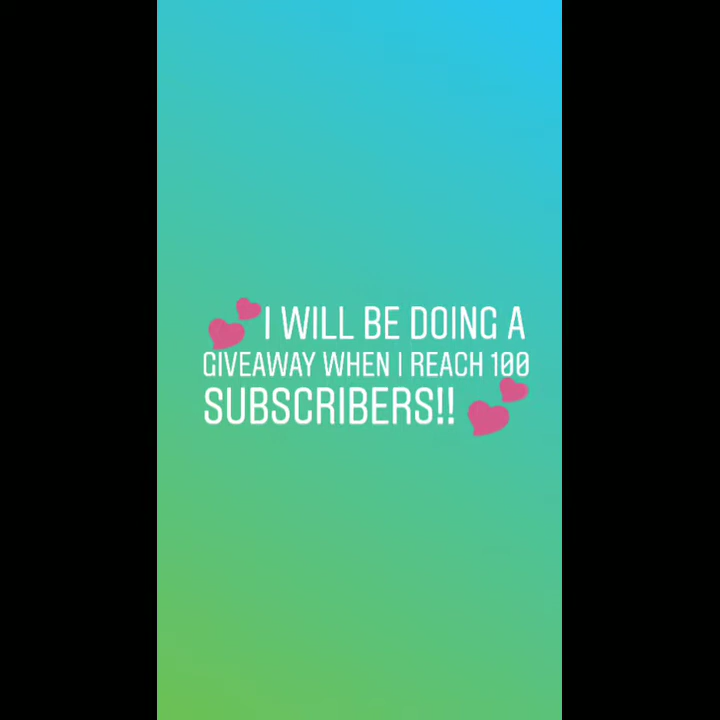 💕I WILL BE DOING A
GIVEAWAY WHEN I REACH 100
SUBSCRIBERS!! 💕